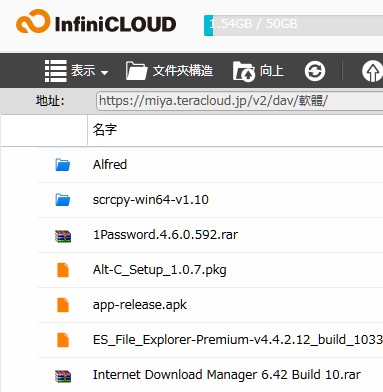 InfiniCLOUD
1.54GB / 50GB
表示
文件夾構造
向上
地址:
https://miya.teracloud.jp/v2/dav/軟體/
名字
Alfred
scrcpy-win64-v1.10
1Password.4.6.0.592.rar
Alt-C_Setup_1.0.7.pkg
app-release.apk
ES_File_Explorer-Premium-v4.4.2.12_build_1033
Internet Download Manager 6.42 Build 10.rar